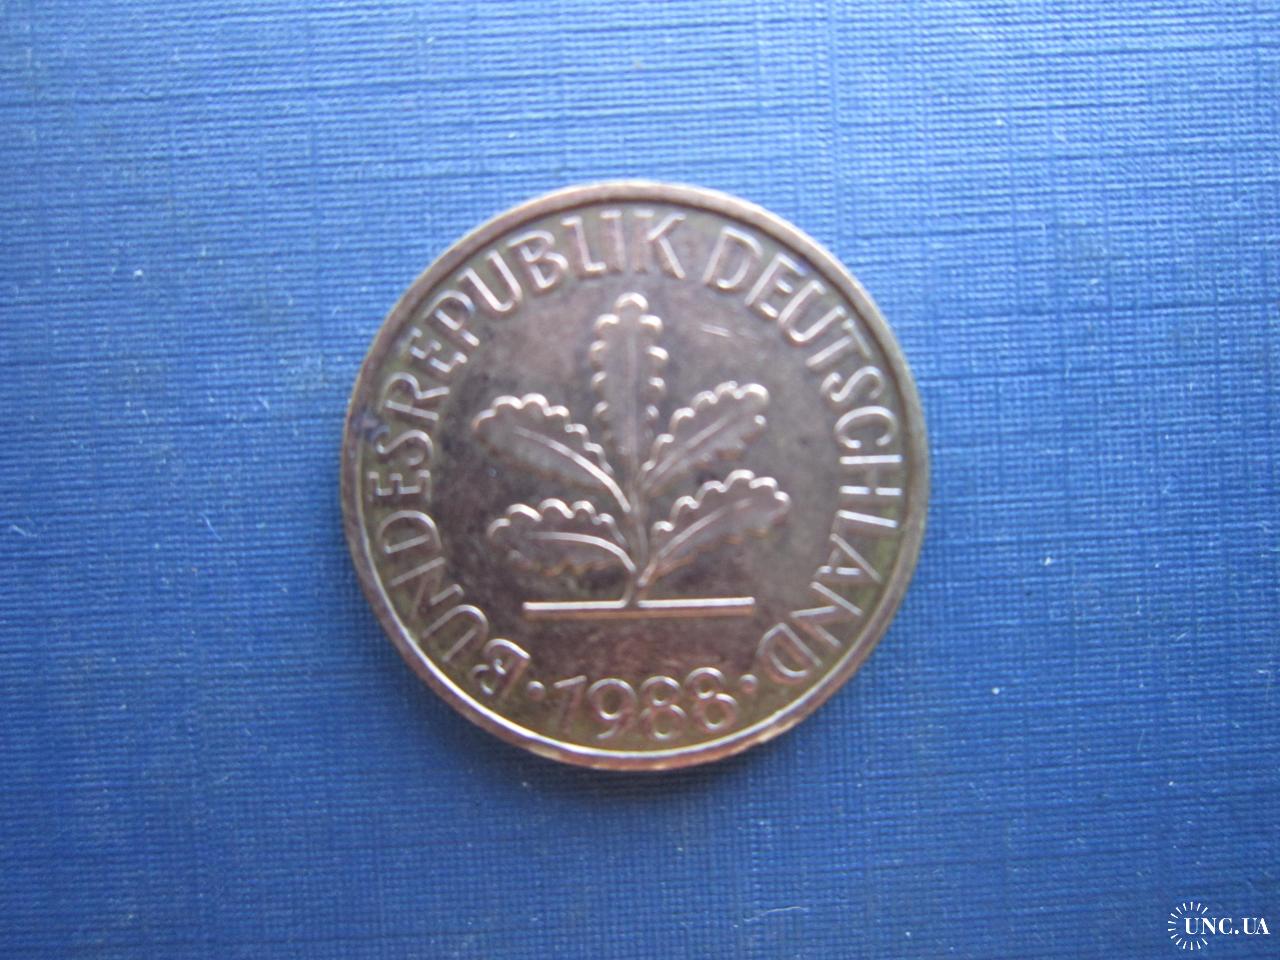 BUNDESREPUBLIK DEUTSCHLAND
· 1988 ·
UNC.UA